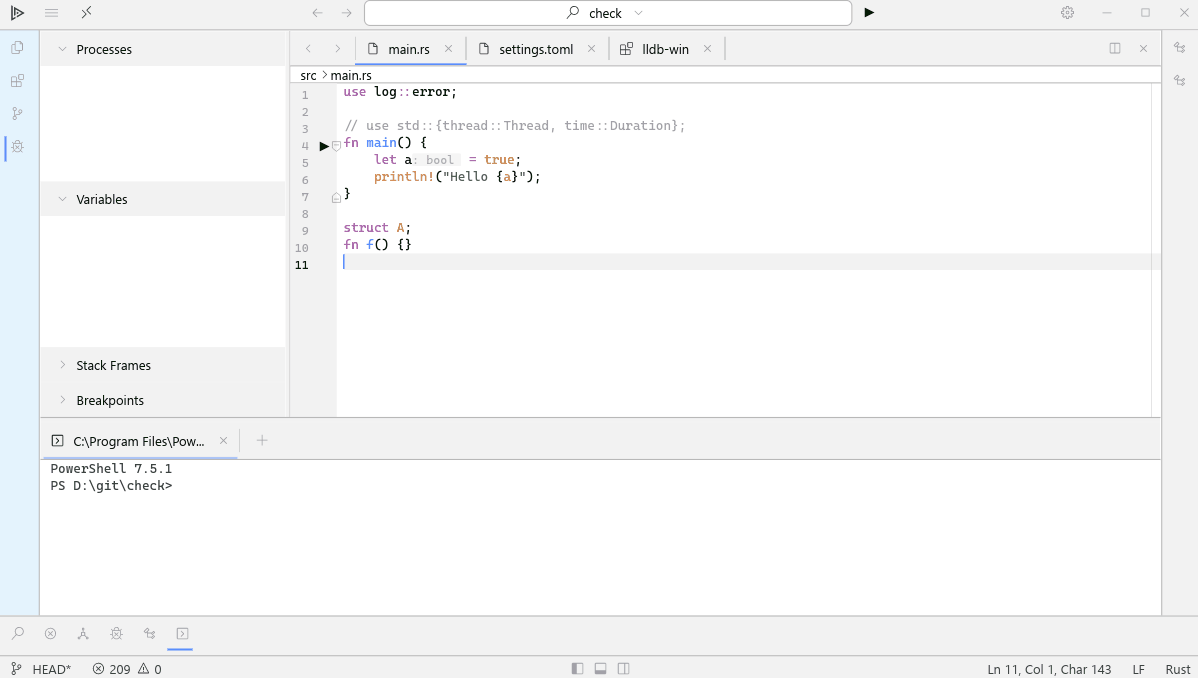 check
Processes
Variables
Stack Frames
Breakpoints
main.rs
settings.toml
lldb-win
src > main.rs
1 use log::error;
2
3 // use std::{thread::Thread, time::Duration};
4 fn main() {
5 let a: bool = true;
6 println!("Hello {a}");
7 }
8
9 struct A;
10 fn f() {}
11
C:\Program Files\Pow...
PowerShell 7.5.1
PS D:\git\check>
HEAD* 209 0 Ln 11, Col 1, Char 143 LF Rust